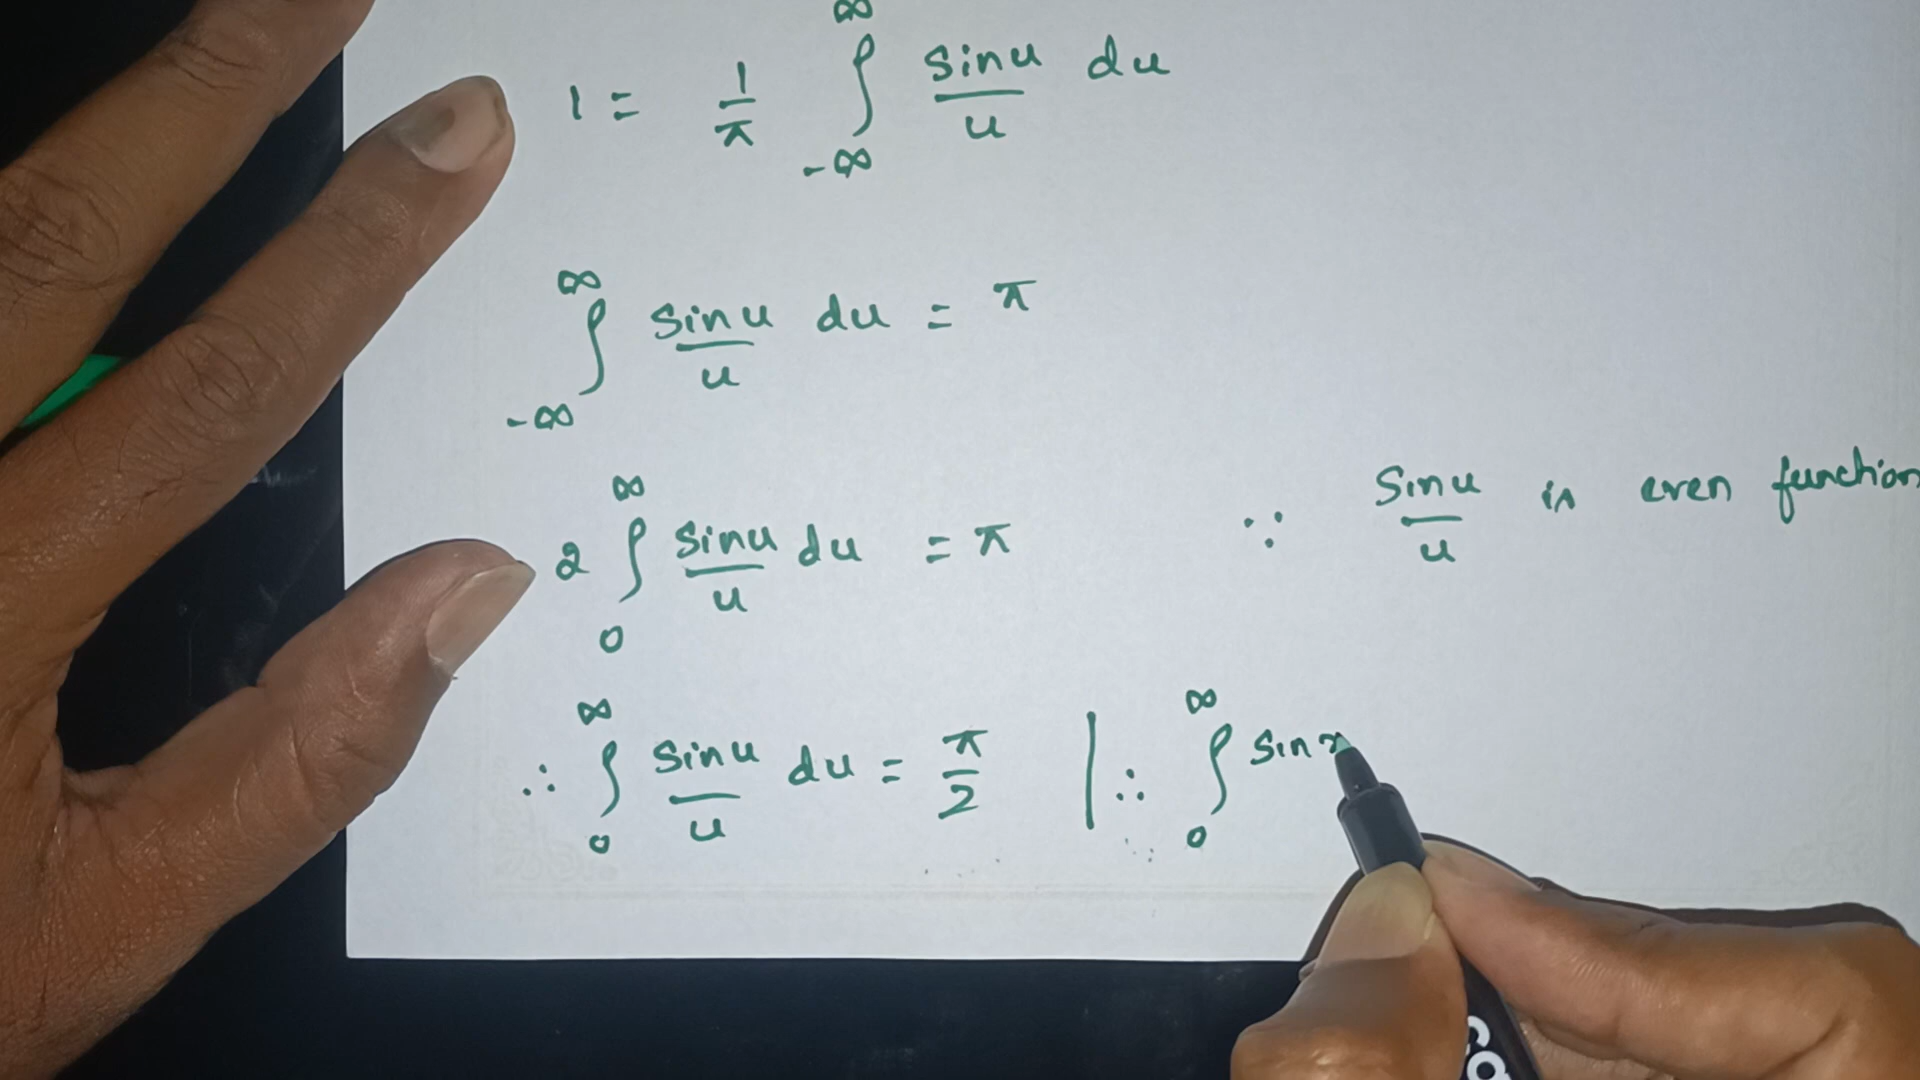 1 = 1/π ∫_{-∞}^{∞} sinu/u du
∫_{-∞}^{∞} sinu/u du = π
2 ∫_{0}^{∞} sinu/u du = π ∵ Sinu/u is even function
∴ ∫_{0}^{∞} sinu/u du = π/2 | ∴ ∫_{0}^{∞} sin x